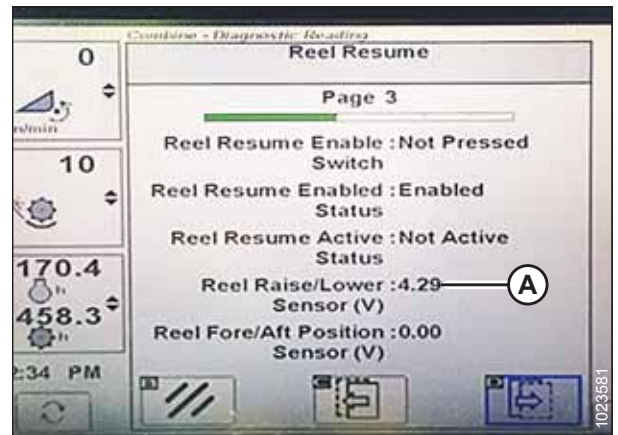 Combine - Diagnostic Reading
Reel Resume
Page 3
Reel Resume Enable :Not Pressed
Switch
Reel Resume Enabled :Enabled
Status
Reel Resume Active :Not Active
Status
Reel Raise/Lower :4.29
Sensor (V)
Reel Fore/Aft Position :0.00
Sensor (V)
A
0
10
170.4
h
458.3
h
:34 PM
1023581